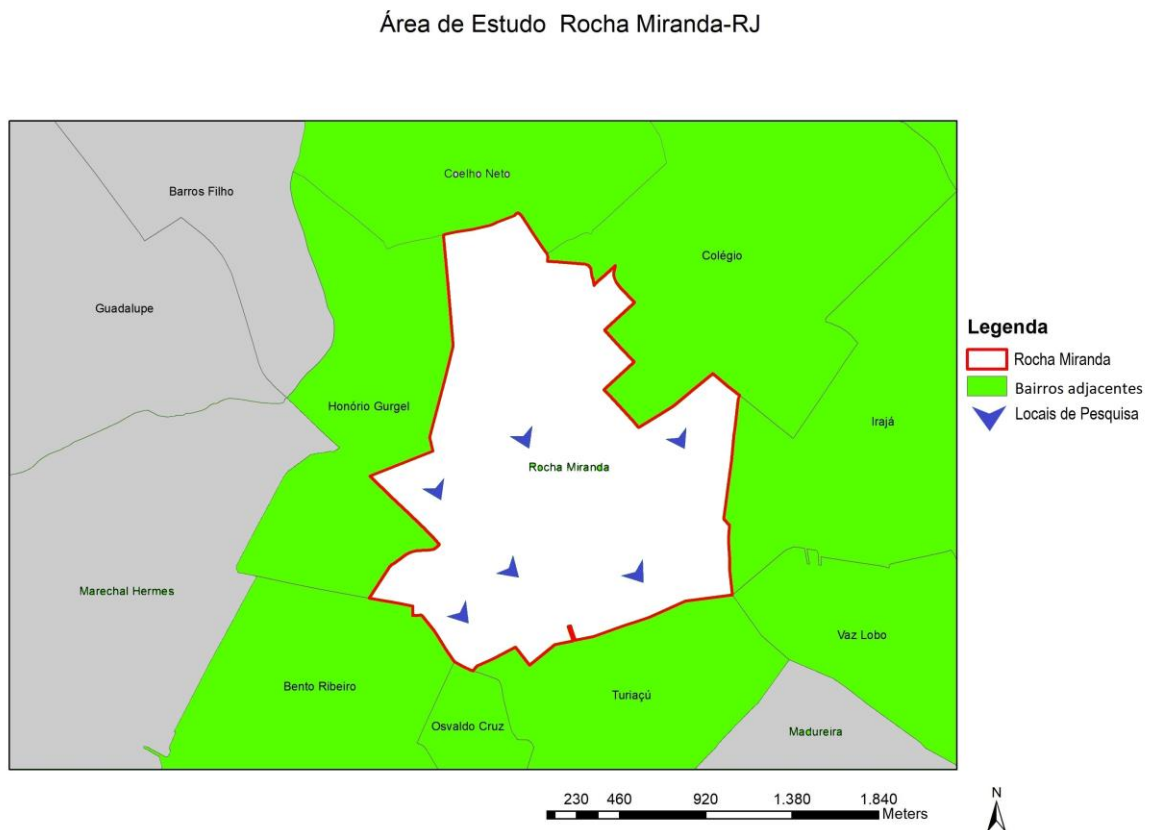 Área de Estudo Rocha Miranda-RJ
Coelho Neto
Barros Filho
Colégio
Guadalupe
Legenda
Rocha Miranda
Bairros adjacentes
Locais de Pesquisa
Honório Gurgel
Irajá
Rocha Miranda
Marechal Hermes
Vaz Lobo
Bento Ribeiro
Turiaçú
Osvaldo Cruz
Madureira
230 460 920 1.380 1.840
Meters
N